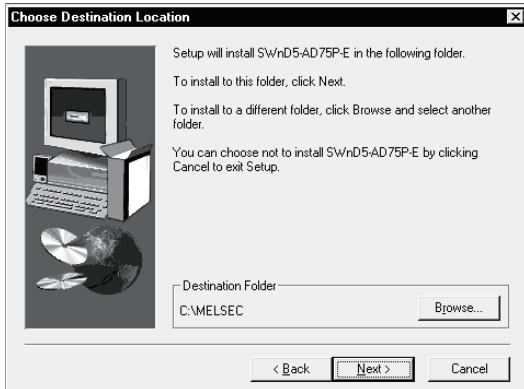 Choose Destination Location
Setup will install SWnD5-AD75P-E in the following folder.
To install to this folder, click Next.
To install to a different folder, click Browse and select another
folder.
You can choose not to install SWnD5-AD75P-E by clicking
Cancel to exit Setup.
Destination Folder
C:\MELSEC
Browse...
< Back
Next >
Cancel